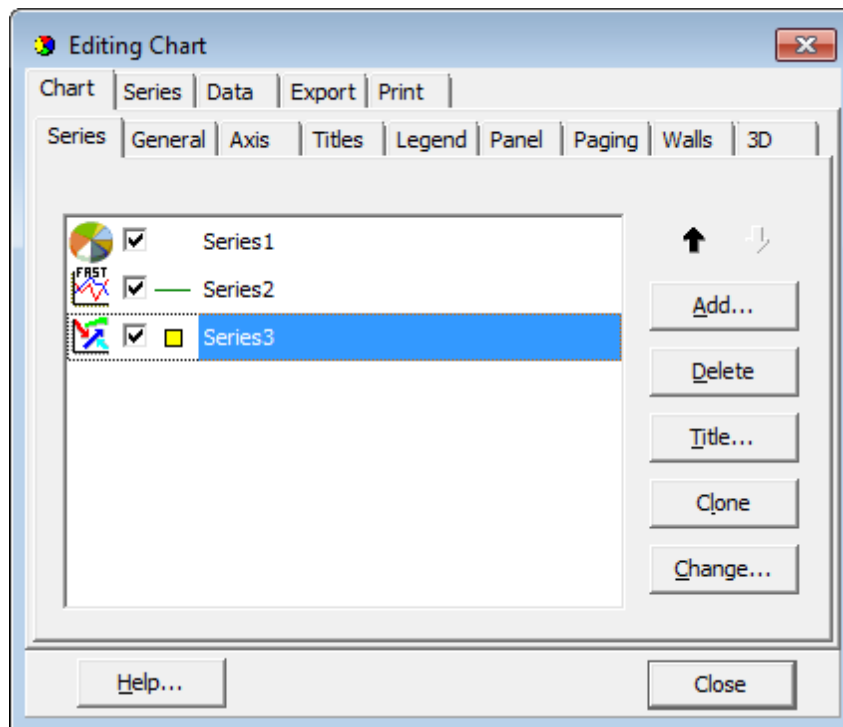 Editing Chart
Chart Series Data Export Print
Series General Axis Titles Legend Panel Paging Walls 3D
Series1
FAST
Series2
Series3
Add...
Delete
Title...
Clone
Change...
Help... Close